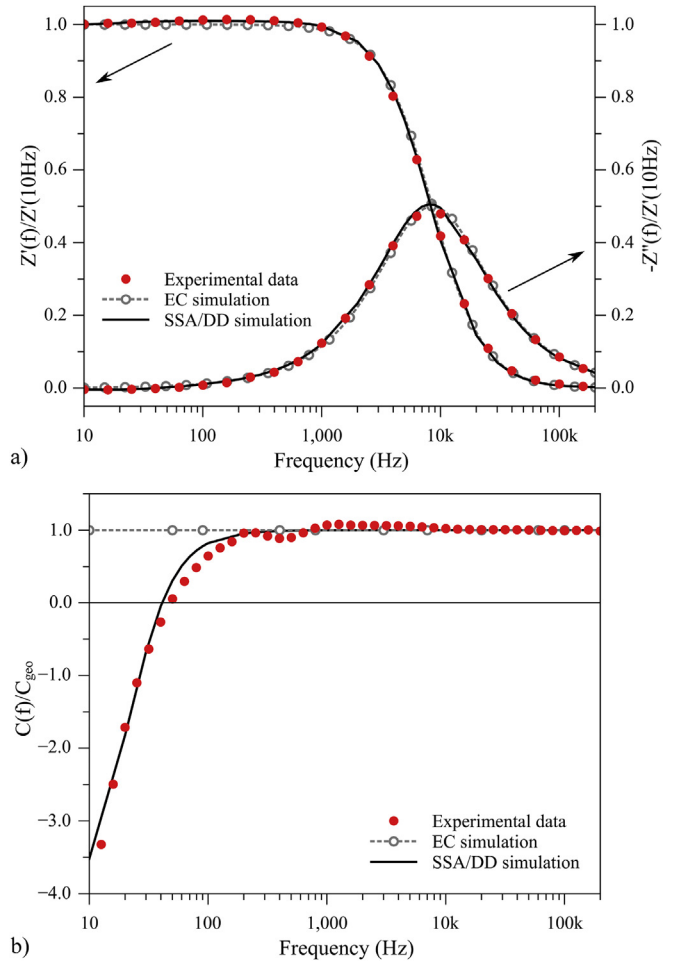 1.0
0.8
0.6
0.4
0.2
0.0
Z'(f)/Z'(10Hz)
1.0
0.8
0.6
0.4
0.2
0.0
-Z''(f)/Z'(10Hz)
Experimental data
EC simulation
SSA/DD simulation
10 100 1,000 10k 100k
Frequency (Hz)
a)
1.0
0.0
−1.0
−2.0
−3.0
−4.0
C(f)/Cgeo
Experimental data
EC simulation
SSA/DD simulation
10 100 1,000 10k 100k
Frequency (Hz)
b)